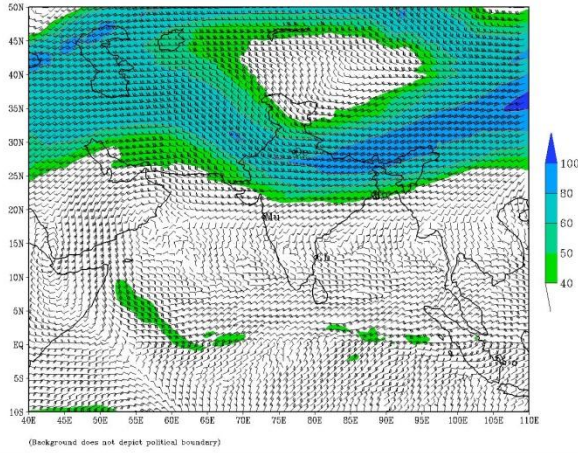 50N
45N
40N
35N
30N
25N
20N
15N
10N
5N
EQ
5S
10S
40E 45E 50E 55E 60E 65E 70E 75E 80E 85E 90E 95E 100E 105E 110E
100
80
60
50
40
Mu
Ch
(Background does not depict political boundary)